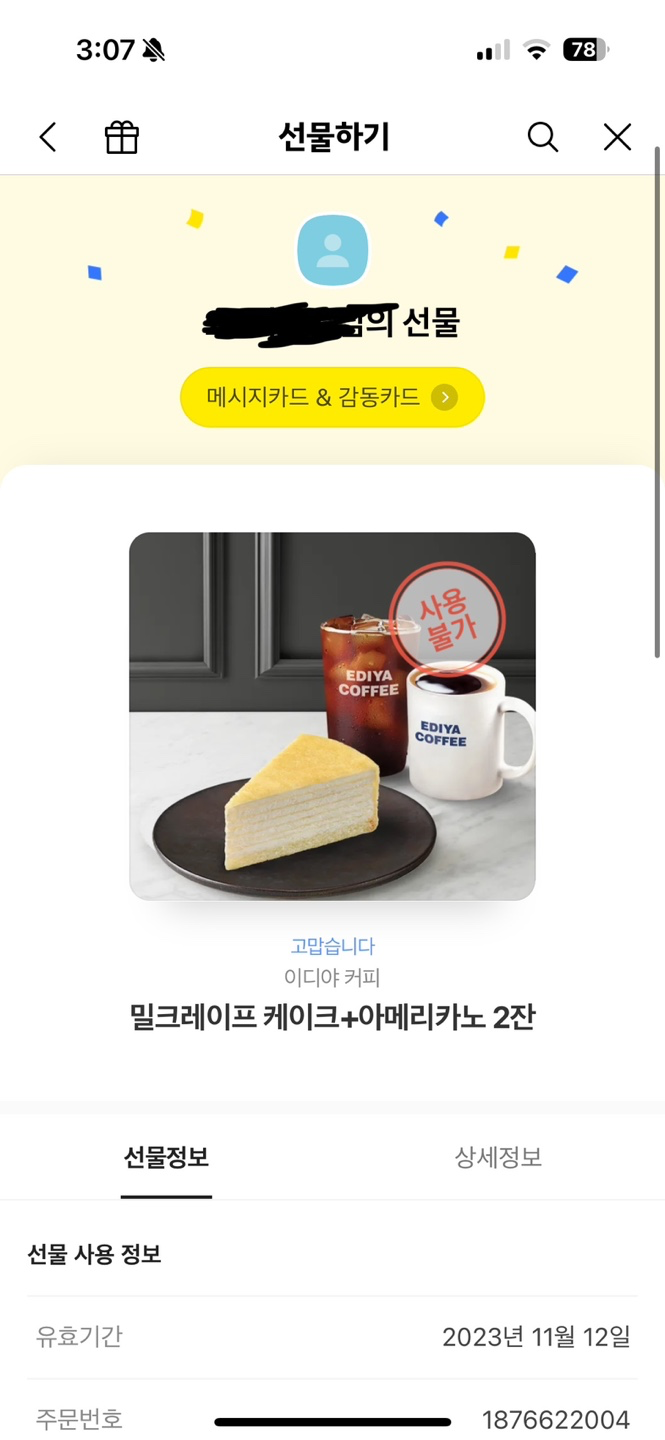 3:07
78
선물하기
의 선물
메시지카드 & 감동카드
사용
불가
EDIYA
COFFEE
EDIYA
COFFEE
고맙습니다
이디야 커피
밀크레이프 케이크+아메리카노 2잔
선물정보
상세정보
선물 사용 정보
유효기간
2023년 11월 12일
주문번호
1876622004